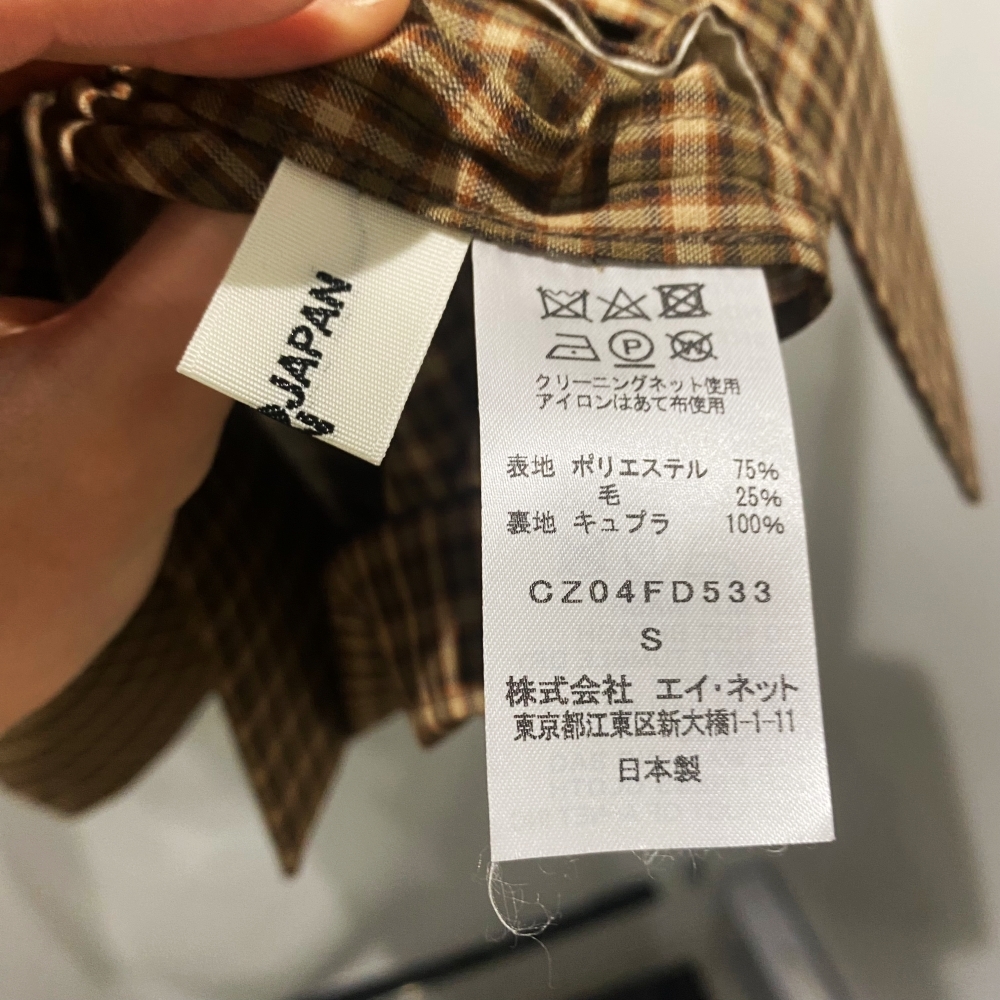 JAPAN
P
W
クリーニングネット使用
アイロンはあて布使用
表地 ポリエステル 75%
毛 25%
裏地 キュプラ 100%
CZ04FD533
S
株式会社 エイ・ネット
東京都江東区新大橋1-1-11
日本製